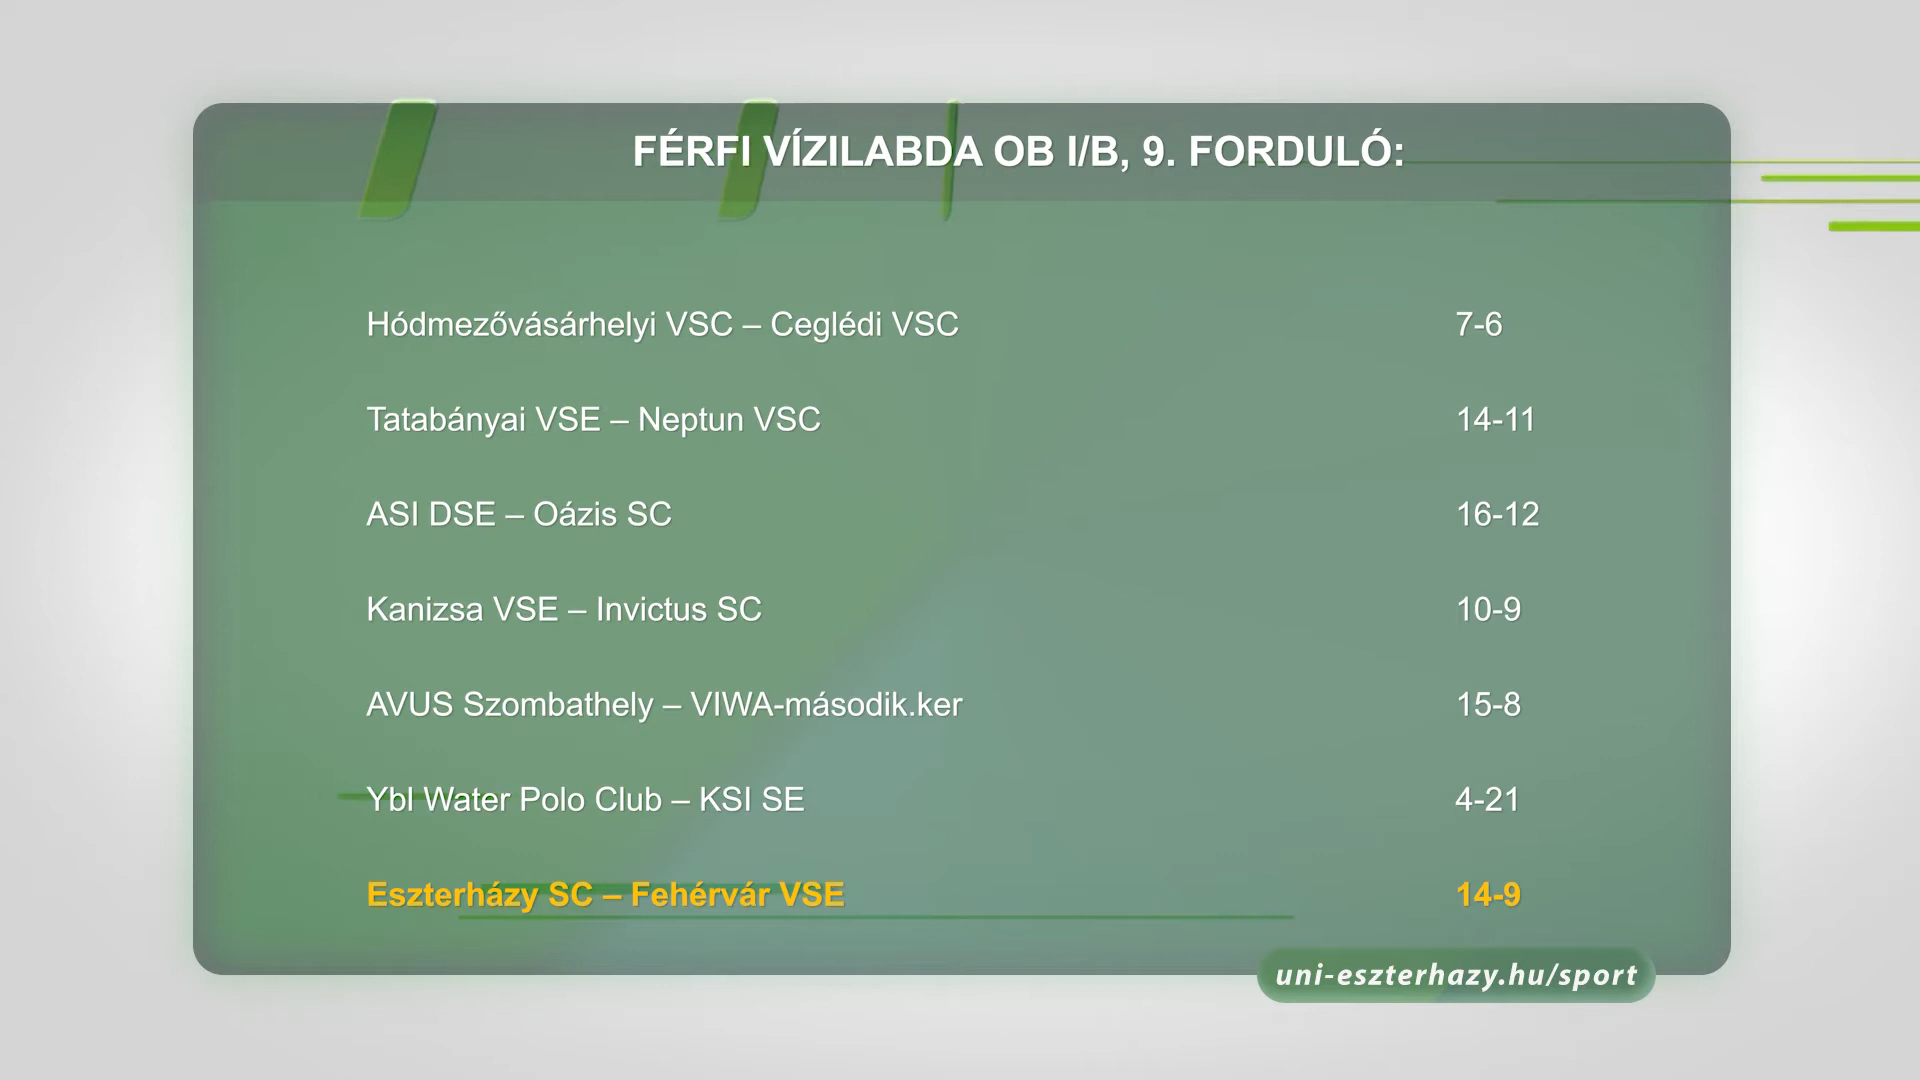 FÉRFI VÍZILABDA OB I/B, 9. FORDULÓ:
Hódmezővásárhelyi VSC – Ceglédi VSC 7-6
Tatabányai VSE – Neptun VSC 14-11
ASI DSE – Oázis SC 16-12
Kanizsa VSE – Invictus SC 10-9
AVUS Szombathely – VIWA-második.ker 15-8
Ybl Water Polo Club – KSI SE 4-21
Eszterházy SC – Fehérvár VSE 14-9
uni-eszterhazy.hu/sport